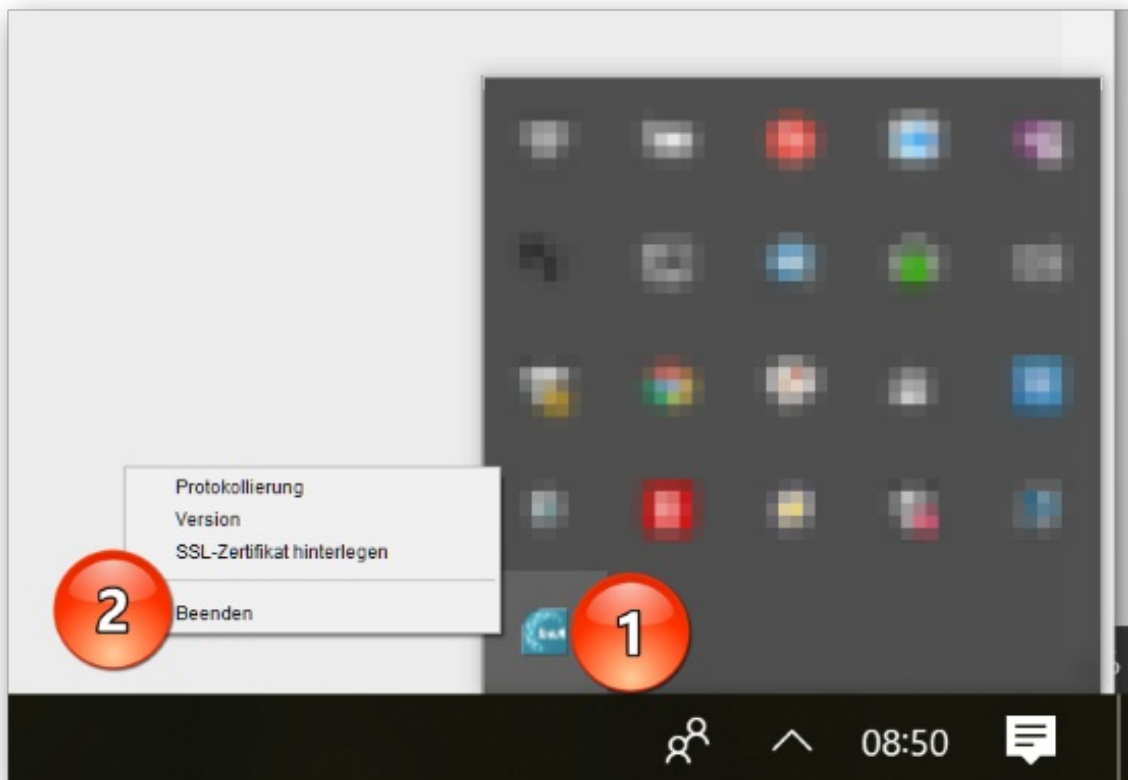 Protokollierung
Version
SSL-Zertifikat hinterlegen
2
Beenden
1
08:50